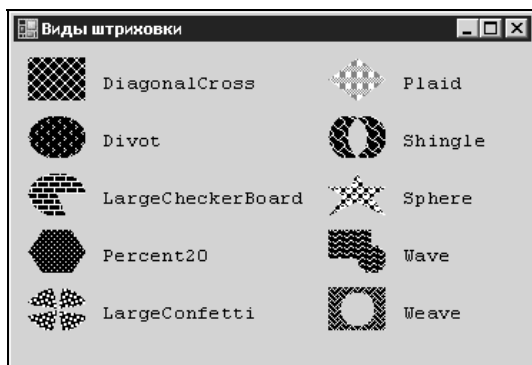 Виды штриховки
DiagonalCross
Plaid
Divot
Shingle
LargeCheckerBoard
Sphere
Percent20
Wave
LargeConfetti
Weave